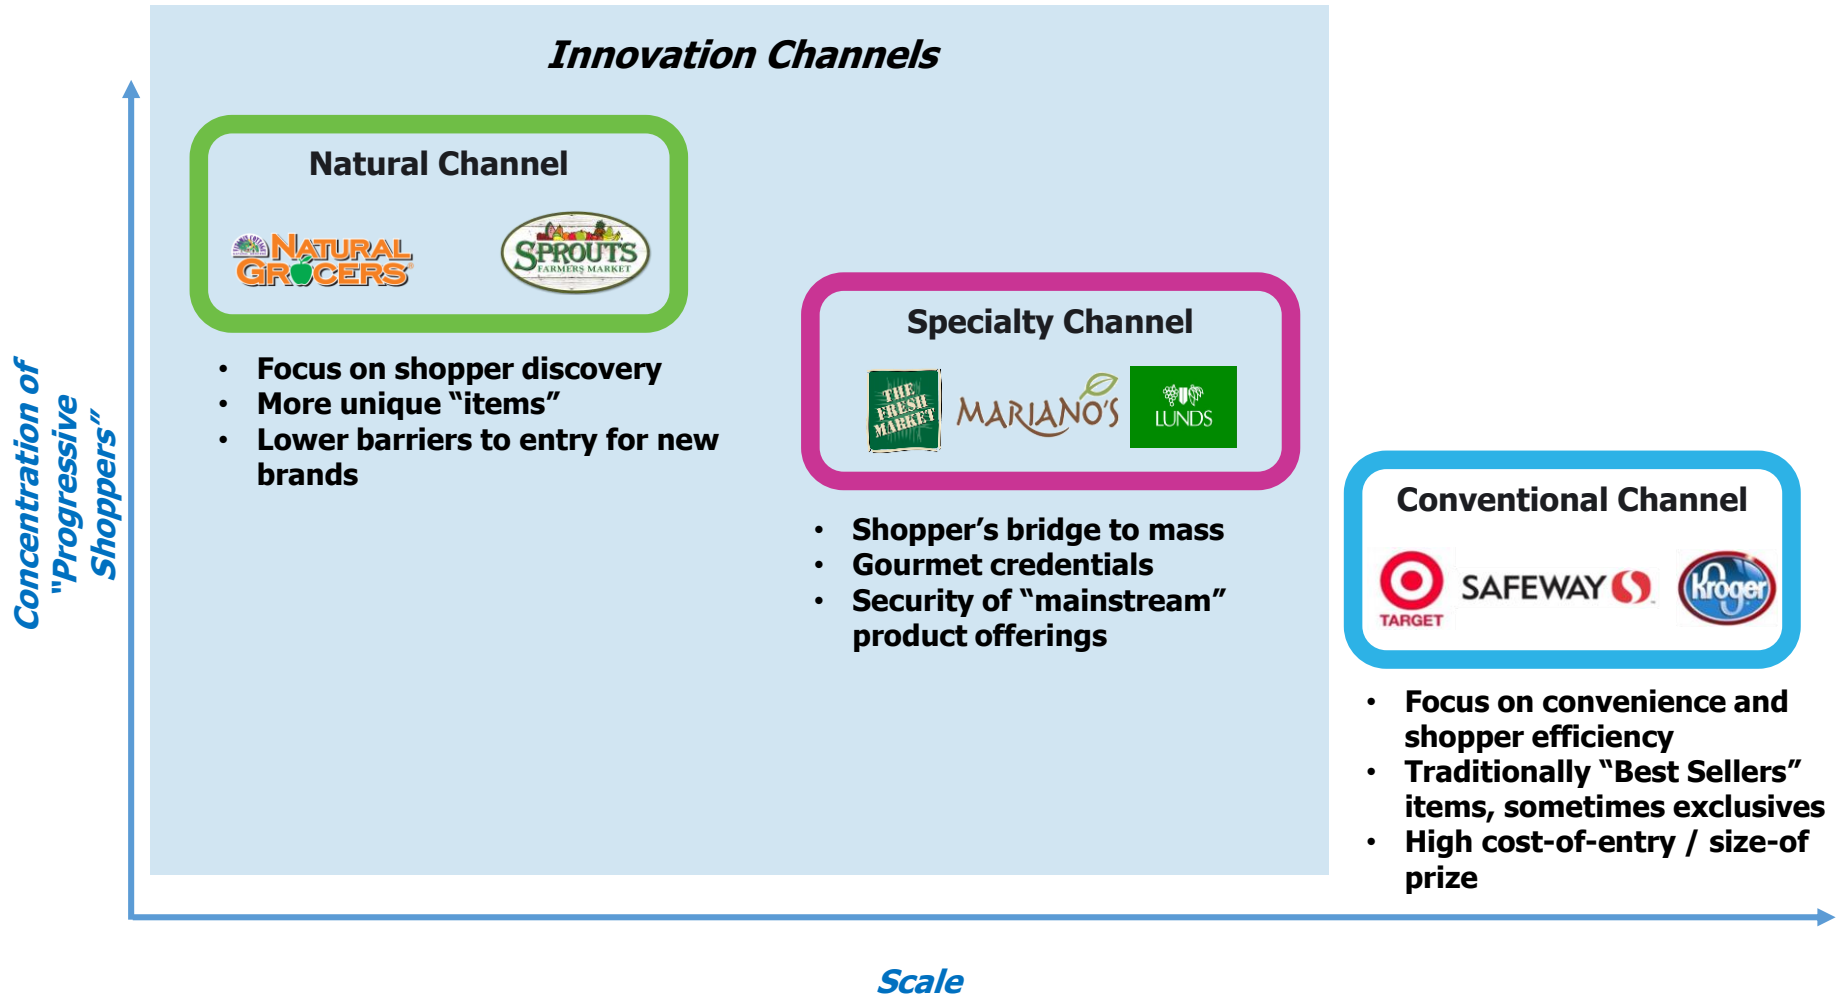 Innovation Channels
Concentration of
“Progressive
Shoppers”
Natural Channel
NATURAL
GROCERS
SPROUTS
FARMERS MARKET
• Focus on shopper discovery
• More unique “items”
• Lower barriers to entry for new
brands
Specialty Channel
THE
FRESH
MARKET
MARIANO'S
LUNDS
• Shopper’s bridge to mass
• Gourmet credentials
• Security of “mainstream”
product offerings
Conventional Channel
TARGET
SAFEWAY
Kroger
• Focus on convenience and
shopper efficiency
• Traditionally “Best Sellers”
items, sometimes exclusives
• High cost-of-entry / size-of
prize
Scale